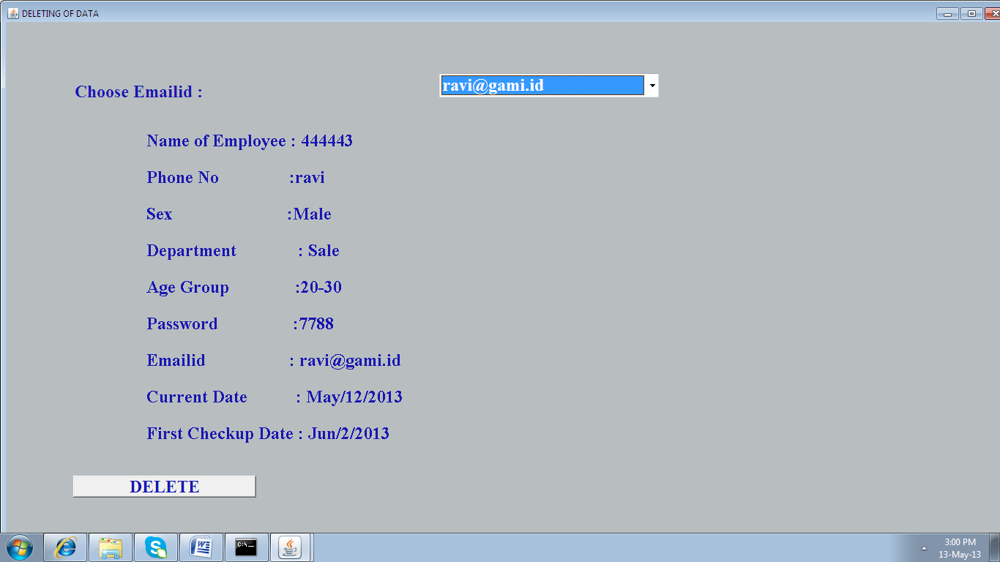 DELETING OF DATA
Choose Emailid :
ravi@gami.id
Name of Employee : 444443
Phone No :ravi
Sex :Male
Department : Sale
Age Group :20-30
Password :7788
Emailid : ravi@gami.id
Current Date : May/12/2013
First Checkup Date : Jun/2/2013
DELETE
C:\
3:00 PM
13-May-13